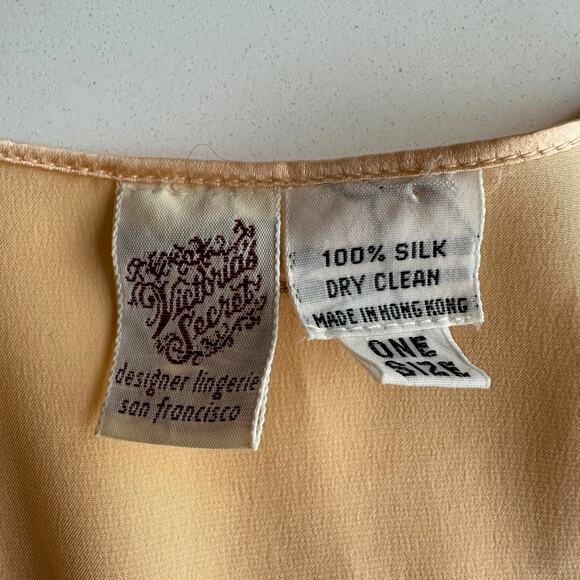 Victoria's
Secret
designer lingerie
san francisco
100% SILK
DRY CLEAN
MADE IN HONG KONG
ONE
SIZE